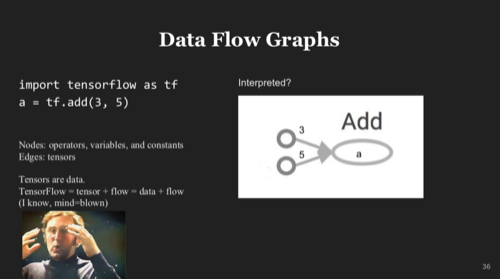 Data Flow Graphs
import tensorflow as tf
a = tf.add(3, 5)
Nodes: operators, variables, and constants
Edges: tensors
Tensors are data.
TensorFlow = tensor + flow = data + flow
(I know, mind=blown)
Interpreted?
3
Add
5
a
36